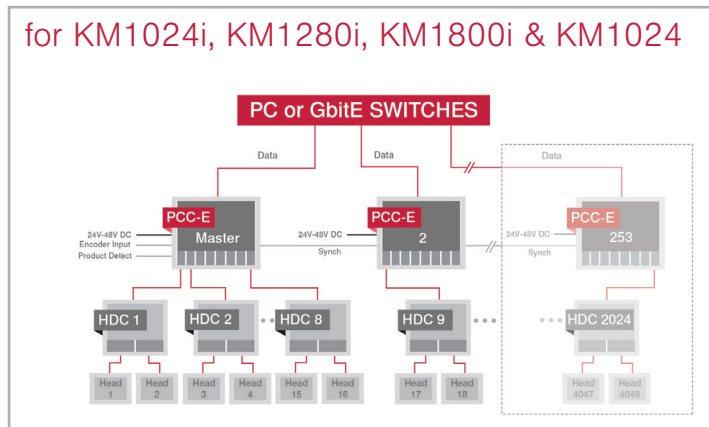 for KM1024i, KM1280i, KM1800i & KM1024
PC or GbitE SWITCHES
Data
Data
Data
PCC-E
Master
24V-48V DC
Encoder Input
Product Detect
PCC-E
2
24V-48V DC
Synch
PCC-E
253
24V-48V DC
Synch
HDC 1
HDC 2
HDC 8
HDC 9
HDC 2024
Head
1
Head
2
Head
3
Head
4
Head
15
Head
16
Head
17
Head
18
Head
4047
Head
4048